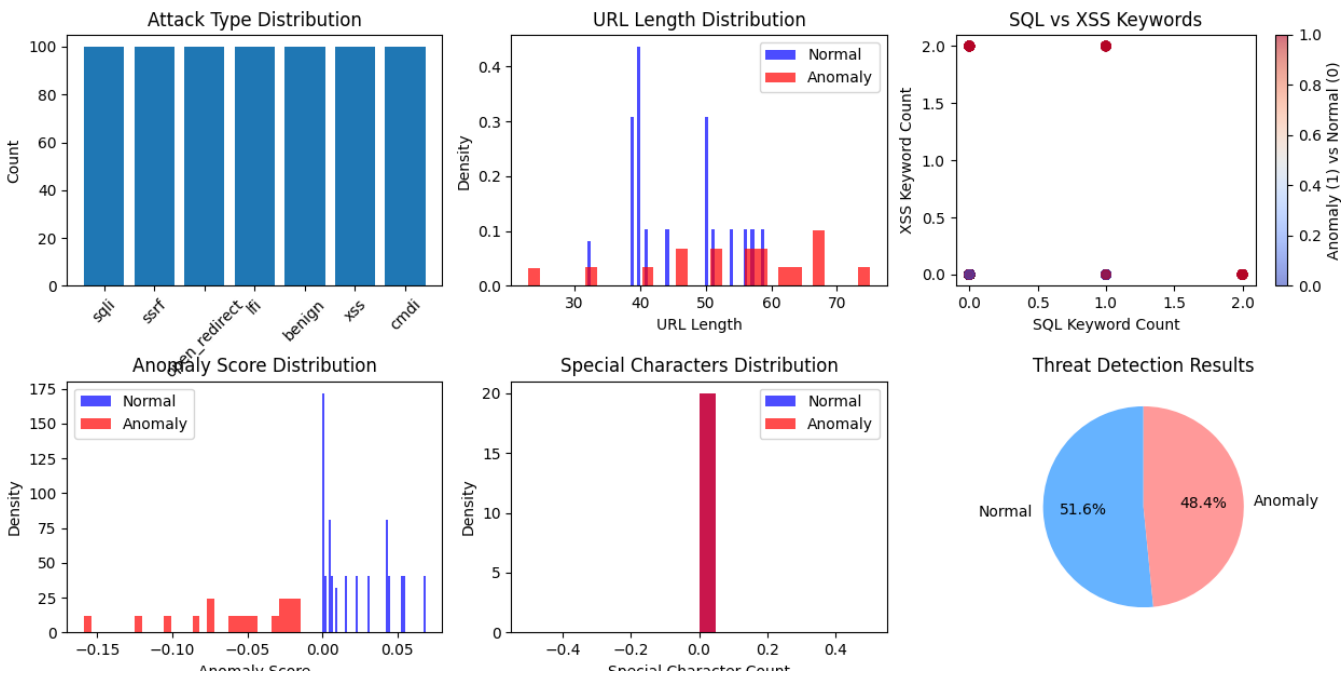 Attack Type Distribution
Count
100
80
60
40
20
0
sqli
ssrf
open_redirect
lfi
benign
xss
cmdi
URL Length Distribution
Density
0.4
0.3
0.2
0.1
0.0
Normal
Anomaly
30
40
50
60
70
URL Length
SQL vs XSS Keywords
XSS Keyword Count
2.0
1.5
1.0
0.5
0.0
0.0
0.5
1.0
1.5
2.0
SQL Keyword Count
1.0
0.8
0.6
0.4
0.2
0.0
Anomaly (1) vs Normal (0)
Anomaly Score Distribution
Density
175
150
125
100
75
50
25
0
Normal
Anomaly
−0.15
−0.10
−0.05
0.00
0.05
Anomaly Score
Special Characters Distribution
Density
20
15
10
5
0
Normal
Anomaly
−0.4
−0.2
0.0
0.2
0.4
Special Character Count
Threat Detection Results
Normal
51.6%
48.4%
Anomaly